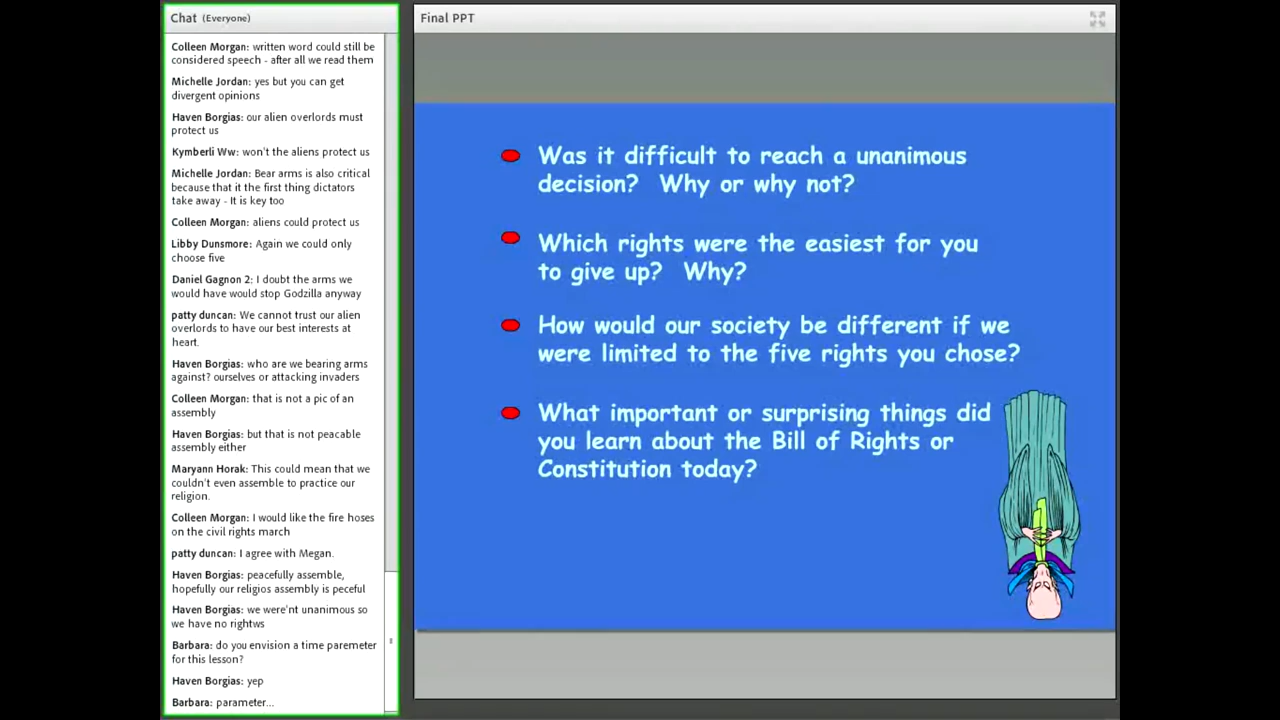 Chat (Everyone)
Colleen Morgan: written word could still be
considered speech - after all we read them
Michelle Jordan: yes but you can get
divergent opinions
Haven Borgias: our alien overlords must
protect us
Kymberli Ww: won't the aliens protect us
Michelle Jordan: Bear arms is also critical
because that it the first thing dictators
take away - It is key too
Colleen Morgan: aliens could protect us
Libby Dunsmore: Again we could only
choose five
Daniel Gagnon 2: I doubt the arms we
would have would stop Godzilla anyway
patty duncan: We cannot trust our alien
overlords to have our best interests at
heart.
Haven Borgias: who are we bearing arms
against? ourselves or attacking invaders
Colleen Morgan: that is not a pic of an
assembly
Haven Borgias: but that is not peacable
assembly either
Maryann Horak: This could mean that we
couldn't even assemble to practice our
religion.
Colleen Morgan: I would like the fire hoses
on the civil rights march
patty duncan: I agree with Megan.
Haven Borgias: peacefully assemble,
hopefully our religios assembly is peceful
Haven Borgias: we were'nt unanimous so
we have no rightws
Barbara: do you envision a time paremeter
for this lesson?
Haven Borgias: yep
Barbara: parameter...
Final PPT
Was it difficult to reach a unanimous
decision? Why or why not?
Which rights were the easiest for you
to give up? Why?
How would our society be different if we
were limited to the five rights you chose?
What important or surprising things did
you learn about the Bill of Rights or
Constitution today?